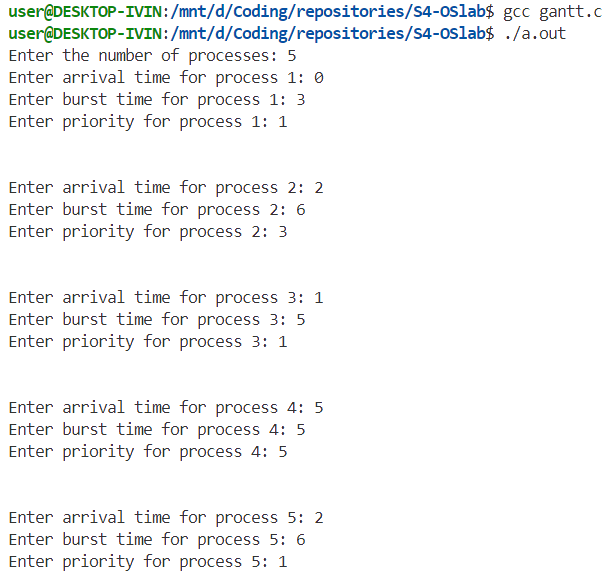 user@DESKTOP-IVIN:/mnt/d/Coding/repositories/S4-OSlab$ gcc gantt.c
user@DESKTOP-IVIN:/mnt/d/Coding/repositories/S4-OSlab$ ./a.out
Enter the number of processes: 5
Enter arrival time for process 1: 0
Enter burst time for process 1: 3
Enter priority for process 1: 1
Enter arrival time for process 2: 2
Enter burst time for process 2: 6
Enter priority for process 2: 3
Enter arrival time for process 3: 1
Enter burst time for process 3: 5
Enter priority for process 3: 1
Enter arrival time for process 4: 5
Enter burst time for process 4: 5
Enter priority for process 4: 5
Enter arrival time for process 5: 2
Enter burst time for process 5: 6
Enter priority for process 5: 1